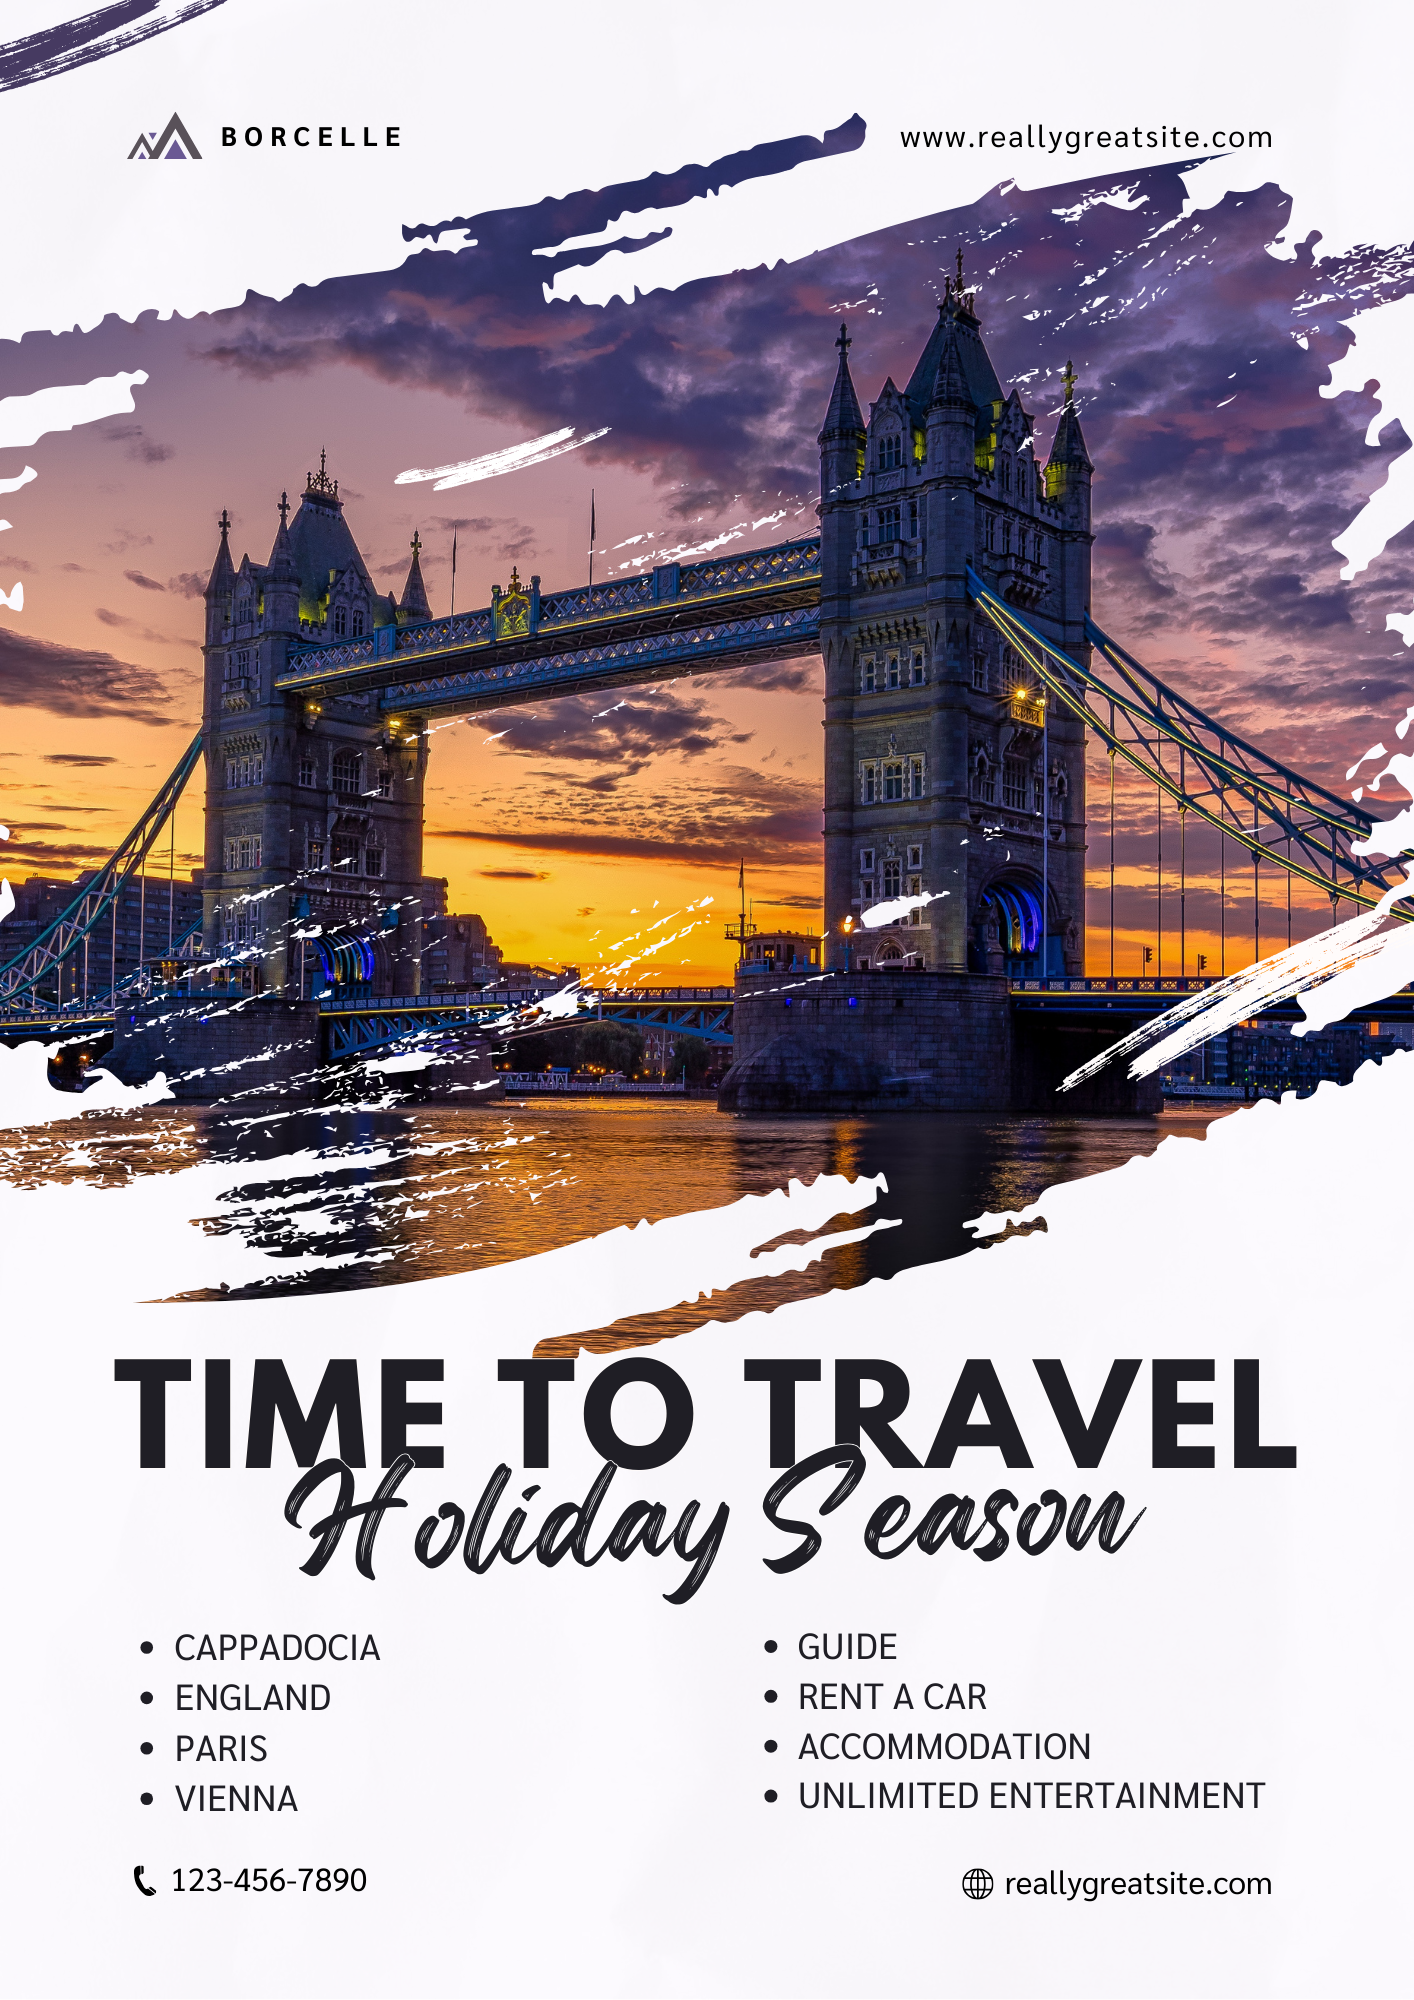 BORCELLE
www.reallygreatsite.com
TIME TO TRAVEL
Holiday Season
• CAPPADOCIA
• ENGLAND
• PARIS
• VIENNA
• GUIDE
• RENT A CAR
• ACCOMMODATION
• UNLIMITED ENTERTAINMENT
123-456-7890
reallygreatsite.com